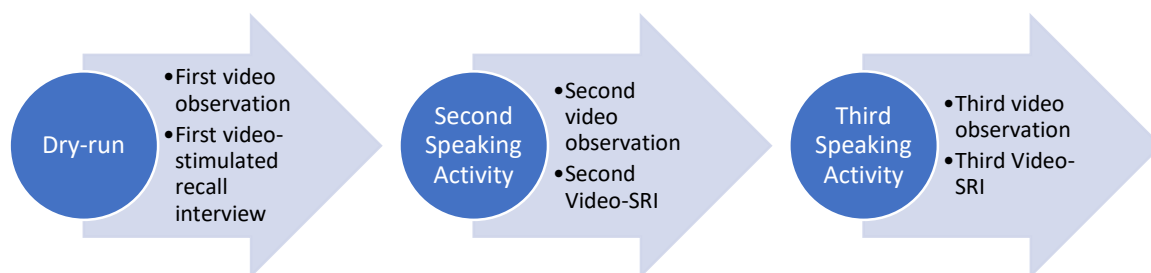 Dry-run
•First video
observation
•First video-
stimulated
recall
interview
Second
Speaking
Activity
•Second
video
observation
•Second
Video-SRI
Third
Speaking
Activity
•Third video
observation
•Third Video-
SRI